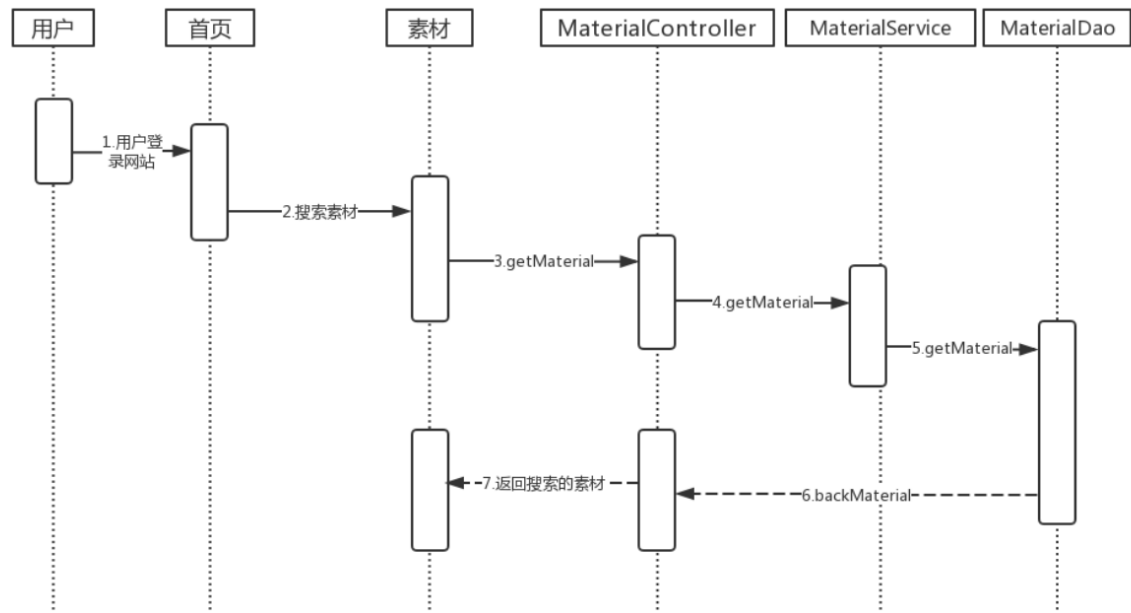 用户
首页
素材
MaterialController
MaterialService
MaterialDao
1.用户登
录网站
2.搜索素材
3.getMaterial
4.getMaterial
5.getMaterial
6.backMaterial
7.返回搜索的素材